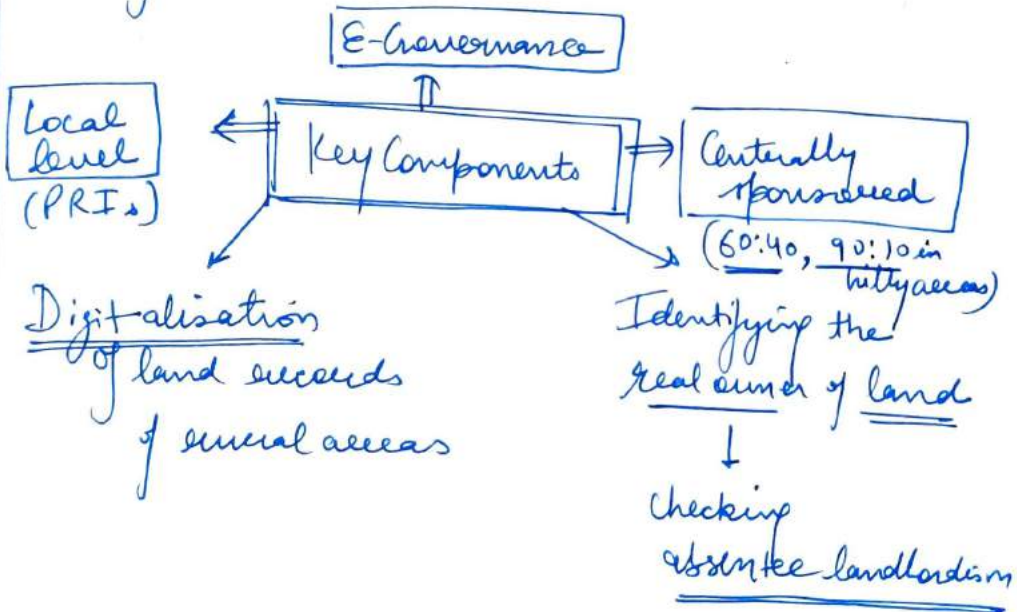 E-Governance
Local
level
(PRIs)
Key Components
Centrally
sponsored
(60:40, 90:10 in
hilly areas)
Digitalisation
of land records
of rural areas
Identifying the
real owner of land
Checking
absentee landlordism